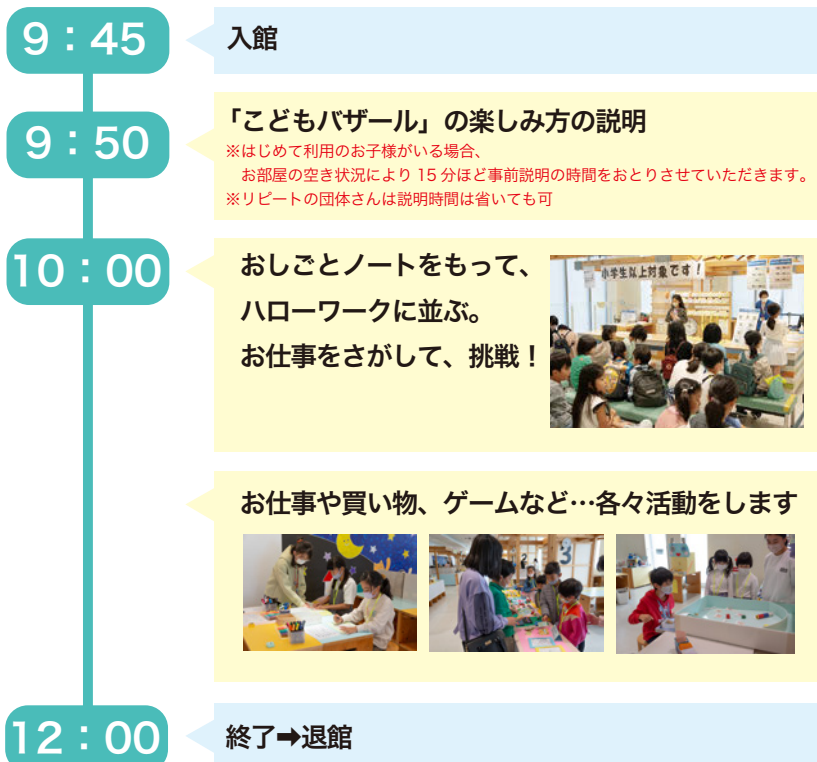 9：45
入館
9：50
「こどもバザール」の楽しみ方の説明
※はじめて利用のお子様がいる場合、
お部屋の空き状況により 15 分ほど事前説明の時間をおとりさせていただきます。
※リピートの団体さんは説明時間は省いても可
10：00
おしごとノートをもって、
ハローワークに並ぶ。
お仕事をさがして、挑戦！
小学生以上対象です！
お仕事や買い物、ゲームなど…各々活動をします
2
3
12：00
終了➡退館